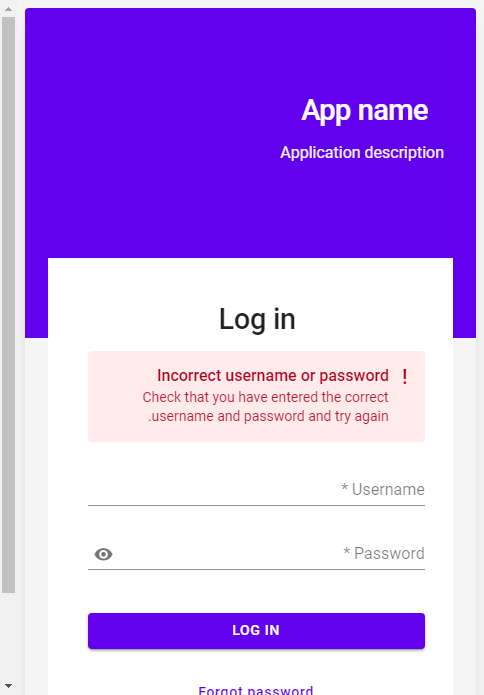 App name
Application description
Log in
Incorrect username or password
!
Check that you have entered the correct
.username and password and try again
* Username
* Password
LOG IN
Forgot password